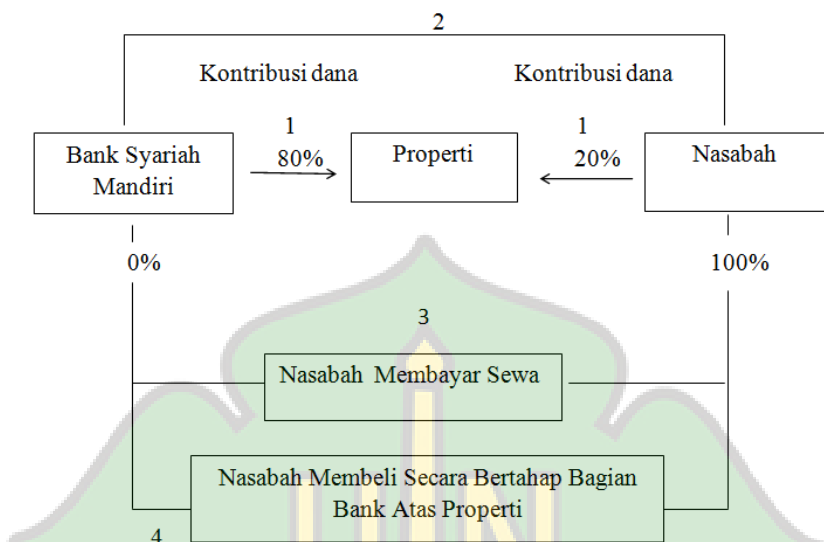 2
Kontribusi dana Kontribusi dana
1 1
Bank Syariah Mandiri
80%
Properti
20%
Nasabah
0% 100%
3
Nasabah Membayar Sewa
Nasabah Membeli Secara Bertahap Bagian
Bank Atas Properti
4
UIN